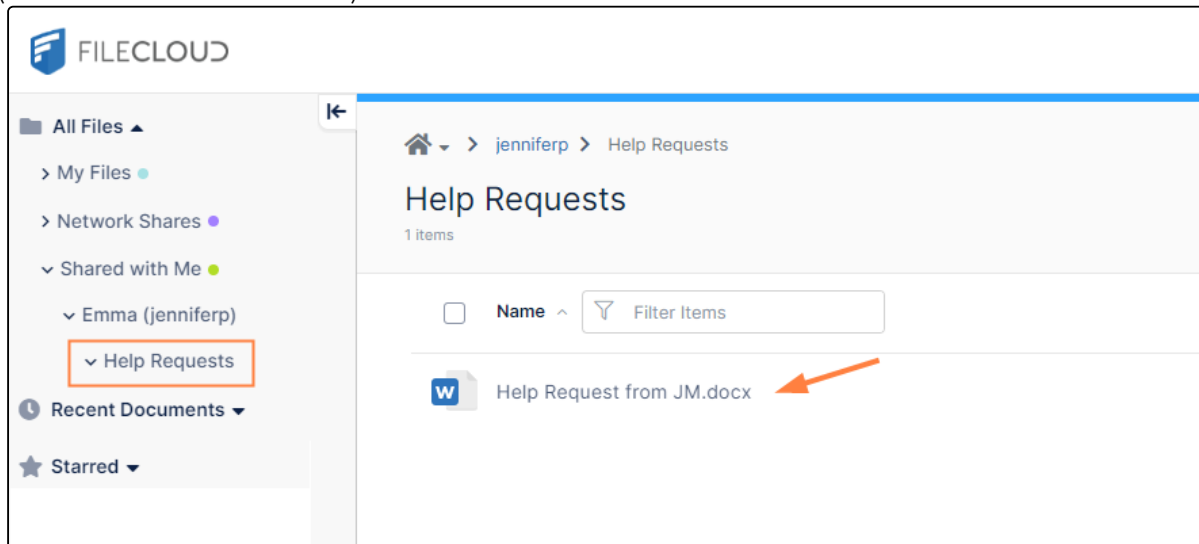 FILECLOUD
All Files
My Files
Network Shares
Shared with Me
Emma (jenniferp)
Help Requests
Recent Documents
Starred
jenniferp > Help Requests
Help Requests
1 items
Name
Filter Items
W
Help Request from JM.docx